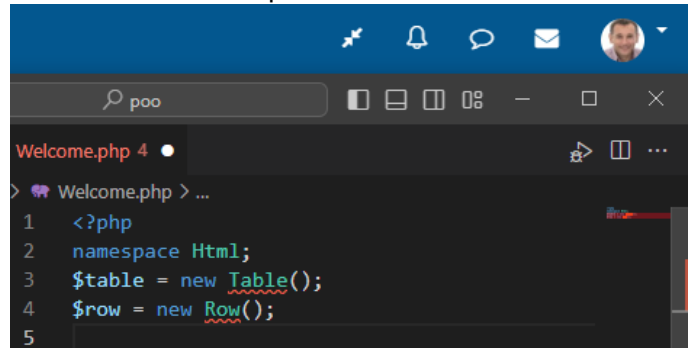 poo
Welcome.php 4
> Welcome.php > ...
1 <?php
2 namespace Html;
3 $table = new Table();
4 $row = new Row();
5